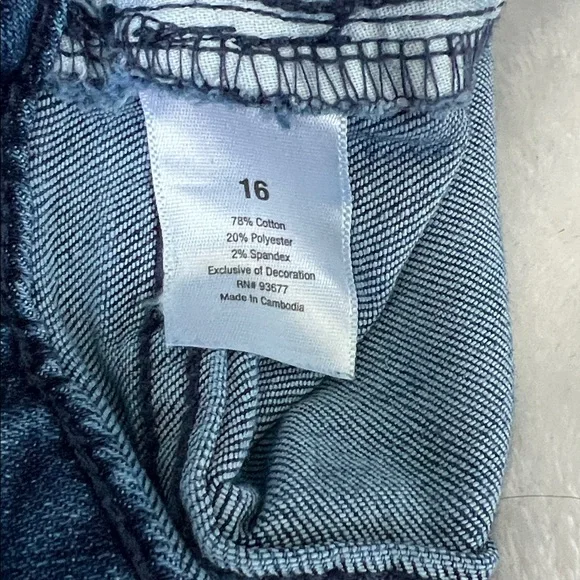 16
78% Cotton
20% Polyester
2% Spandex
Exclusive of Decoration
RN# 93677
Made In Cambodia